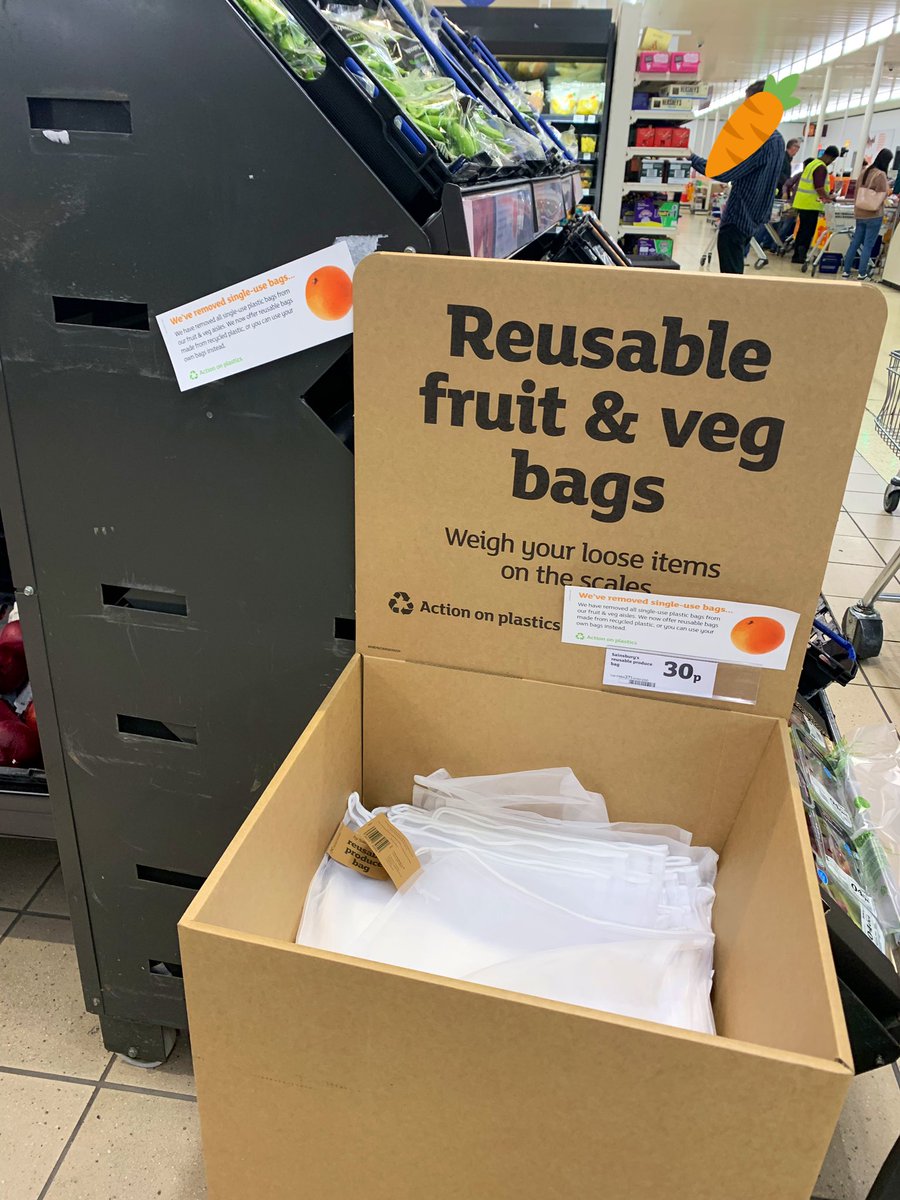 HERSHEY'S
We've removed single-use bags...
We have removed all single-use plastic bags from
our fruit & veg aisles. We now offer reusable bags
made from recycled plastic, or you can use your
own bags instead.
Action on plastics
Reusable
fruit & veg
bags
Weigh your loose items
on the scales
Action on plastics
We've removed single-use bags...
We have removed all single-use plastic bags from
our fruit & veg aisles. We now offer reusable bags
made from recycled plastic, or you can use your
own bags instead.
Action on plastics
Sainsbury's
reusable produce
bag
30p
reusable
produce
bag